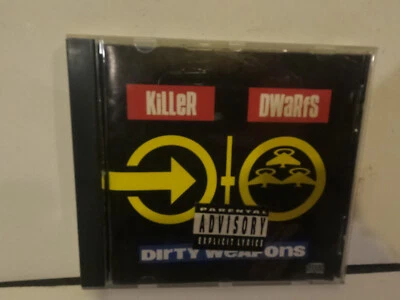 KiLLeR DWaRfS
PARENTAL
ADVISORY
EXPLICIT LYRICS
DiRTY WeaPons